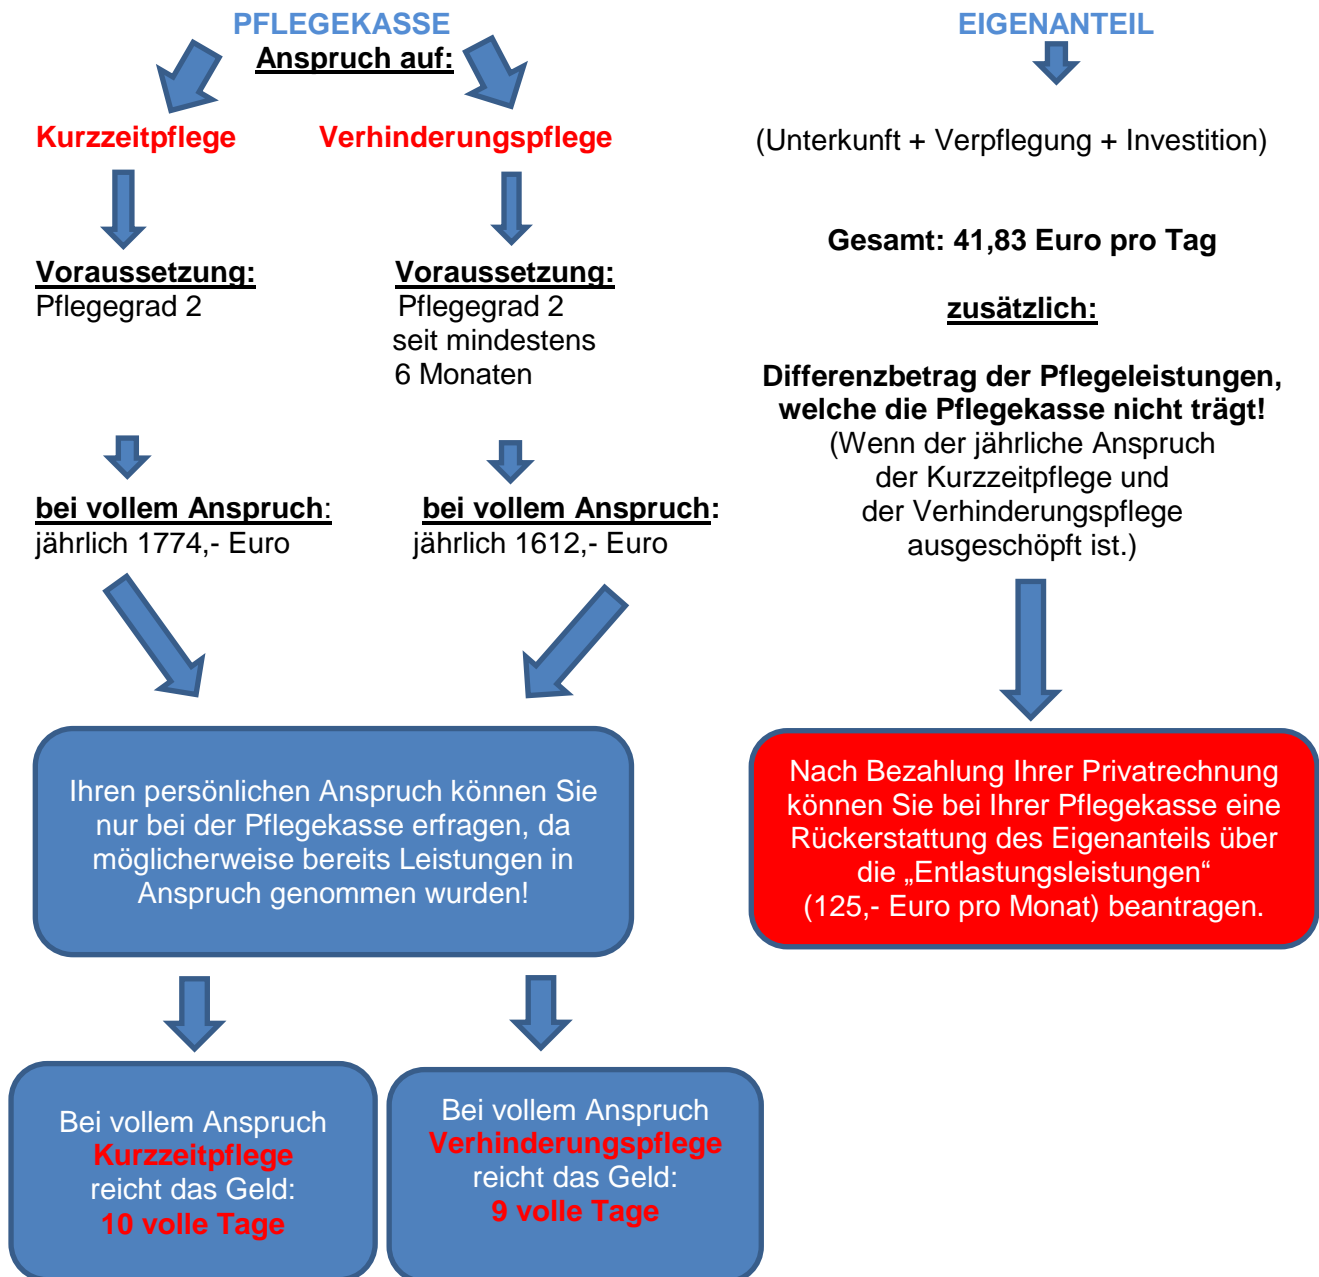 PFLEGEKASSE
Anspruch auf:
Kurzzeitpflege
Voraussetzung:
Pflegegrad 2
bei vollem Anspruch:
jährlich 1774,- Euro
Verhinderungspflege
Voraussetzung:
Pflegegrad 2
seit mindestens
6 Monaten
bei vollem Anspruch:
jährlich 1612,- Euro
Ihren persönlichen Anspruch können Sie
nur bei der Pflegekasse erfragen, da
möglicherweise bereits Leistungen in
Anspruch genommen wurden!
Bei vollem Anspruch
Kurzzeitpflege
reicht das Geld:
10 volle Tage
Bei vollem Anspruch
Verhinderungspflege
reicht das Geld:
9 volle Tage
EIGENANTEIL
(Unterkunft + Verpflegung + Investition)
Gesamt: 41,83 Euro pro Tag
zusätzlich:
Differenzbetrag der Pflegeleistungen,
welche die Pflegekasse nicht trägt!
(Wenn der jährliche Anspruch
der Kurzzeitpflege und
der Verhinderungspflege
ausgeschöpft ist.)
Nach Bezahlung Ihrer Privatrechnung
können Sie bei Ihrer Pflegekasse eine
Rückerstattung des Eigenanteils über
die „Entlastungsleistungen“
(125,- Euro pro Monat) beantragen.